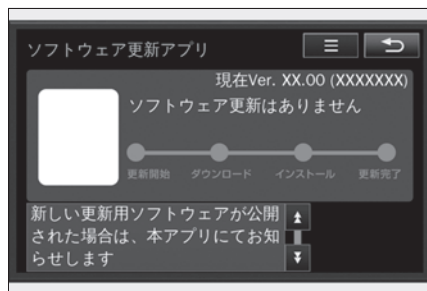 ソフトウェア更新アプリ
現在Ver. XX.00 (XXXXXXX)
ソフトウェア更新はありません
更新開始 ダウンロード インストール 更新完了
新しい更新用ソフトウェアが公開
された場合は、本アプリにてお知
らせします